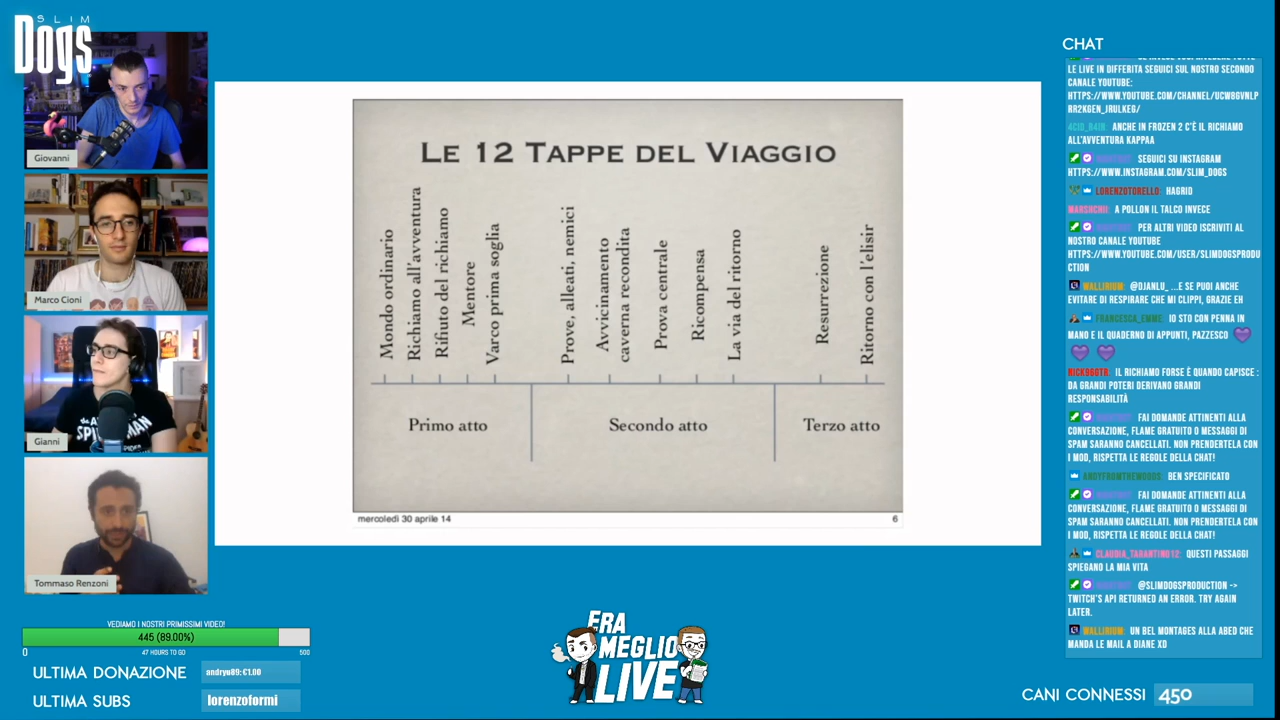 SLIM
Dogs
Giovanni
Marco Cioni
Gianni
Tommaso Renzoni
VEDIAMO I NOSTRI PRIMISSIMI VIDEO!
445 (89.00%)
0
47 HOURS TO GO
500
ULTIMA DONAZIONE
andryu89: €1.00
ULTIMA SUBS
lorenzoformi
LE 12 TAPPE DEL VIAGGIO
Mondo ordinario
Richiamo all'avventura
Rifiuto del richiamo
Mentore
Varco prima soglia
Prove, alleati, nemici
Avvicinamento
caverna recondita
Prova centrale
Ricompensa
La via del ritorno
Resurrezione
Ritorno con l'elisir
Primo atto
Secondo atto
Terzo atto
mercoledì 30 aprile 14
6
ERA
MEGLIO
LIVE
CHAT
LE LIVE IN DIFFERITA SEGUICI SUL NOSTRO SECONDO
CANALE YOUTUBE:
ANCHE IN FROZEN 2 C'È IL RICHIAMO
ALL'AVVENTURA KAPPAA
SEGUICI SU INSTAGRAM
HTTPS://WWW.INSTAGRAM.COM/SLIM_DOGS
LORENZOTORELLO: HAGRID
A POLLON IL TALCO INVECE
PER ALTRI VIDEO ISCRIVITI AL
NOSTRO CANALE YOUTUBE
HTTPS://WWW.YOUTUBE.COM/USER/SLIMDOGSPRODU
CTION
WALLIRIUM: @DJANLU_ ...E SE PUOI ANCHE
EVITARE DI RESPIRARE CHE MI CLIPPI, GRAZIE EH
FRANCESCA_EMME: IO STO CON PENNA IN
MANO E IL QUADERNO DI APPUNTI, PAZZESCO
IL RICHIAMO FORSE È QUANDO CAPISCE :
DA GRANDI POTERI DERIVANO GRANDI
RESPONSABILITÀ
FAI DOMANDE ATTINENTI ALLA
CONVERSAZIONE, FLAME GRATUITO O MESSAGGI DI
SPAM SARANNO CANCELLATI. NON PRENDERTELA CON
I MOD, RISPETTA LE REGOLE DELLA CHAT!
ANDYFROMTHEWOODS: BEN SPECIFICATO
FAI DOMANDE ATTINENTI ALLA
CONVERSAZIONE, FLAME GRATUITO O MESSAGGI DI
SPAM SARANNO CANCELLATI. NON PRENDERTELA CON
I MOD, RISPETTA LE REGOLE DELLA CHAT!
CLAUDIA_TARANTINO12: QUESTI PASSAGGI
SPIEGANO LA MIA VITA
@SLIMDOGSPRODUCTION ->
TWITCH'S API RETURNED AN ERROR. TRY AGAIN
LATER.
WALLIRIUM: UN BEL MONTAGES ALLA ABED CHE
MANDA LE MAIL A DIANE XD
CANI CONNESSI
450